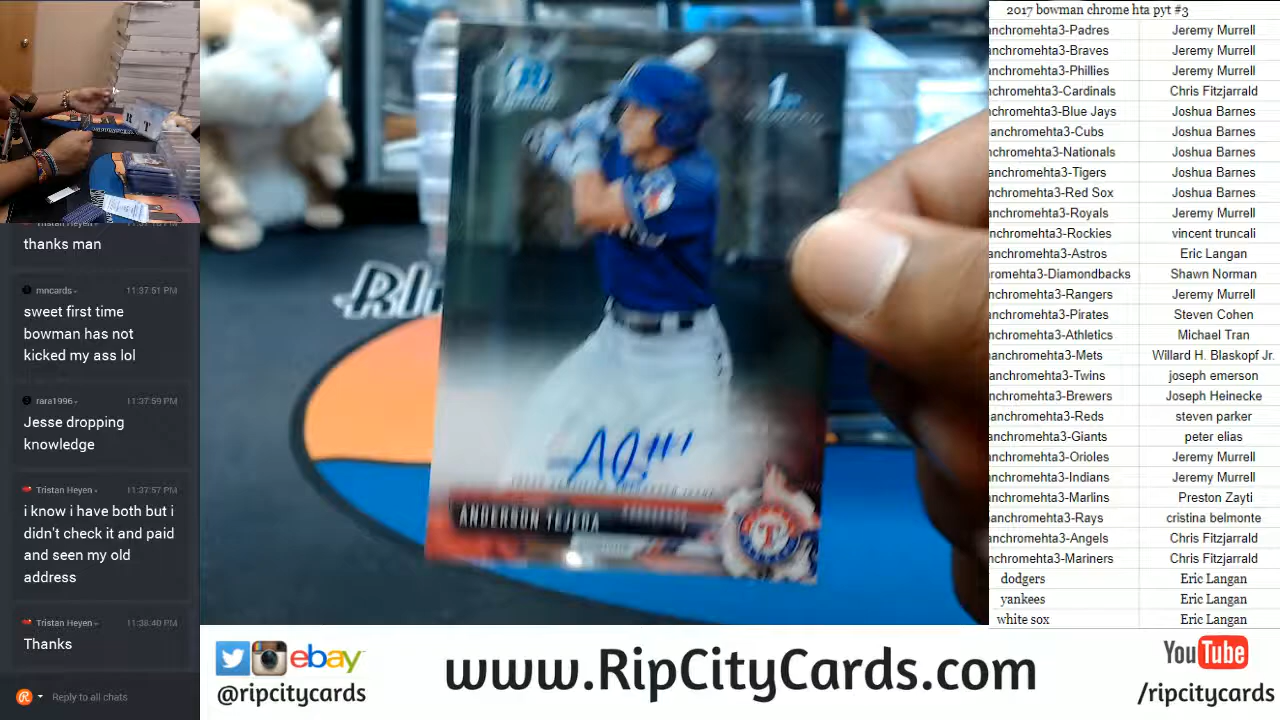 thanks man
mncards 11:37:51 PM
sweet first time
bowman has not
kicked my ass lol
rara1996 11:37:59 PM
Jesse dropping
knowledge
Tristan Heyen 11:37:57 PM
i know i have both but i
didn't check it and paid
and seen my old
address
Tristan Heyen 11:38:40 PM
Thanks
Reply to all chats
1st
ANDERSON TEJEDA
2017 bowman chrome hta pyt #3
anchromehta3-Padres Jeremy Murrell
anchromehta3-Braves Jeremy Murrell
nchromehta3-Phillies Jeremy Murrell
nchromehta3-Cardinals Chris Fitzjarrald
nchromehta3-Blue Jays Joshua Barnes
anchromehta3-Cubs Joshua Barnes
nchromehta3-Nationals Joshua Barnes
anchromehta3-Tigers Joshua Barnes
nchromehta3-Red Sox Joshua Barnes
anchromehta3-Royals Jeremy Murrell
nchromehta3-Rockies vincent truncali
anchromehta3-Astros Eric Langan
romehta3-Diamondbacks Shawn Norman
nchromehta3-Rangers Jeremy Murrell
nchromehta3-Pirates Steven Cohen
nchromehta3-Athletics Michael Tran
anchromehta3-Mets Willard H. Blaskopf Jr.
anchromehta3-Twins joseph emerson
nchromehta3-Brewers Joseph Heinecke
anchromehta3-Reds steven parker
anchromehta3-Giants peter elias
nchromehta3-Orioles Jeremy Murrell
nchromehta3-Indians Jeremy Murrell
nchromehta3-Marlins Preston Zayti
anchromehta3-Rays cristina belmonte
nchromehta3-Angels Chris Fitzjarrald
nchromehta3-Mariners Chris Fitzjarrald
dodgers Eric Langan
yankees Eric Langan
white sox Eric Langan
ebay
@ripcitycards
www.RipCityCards.com
YouTube
/ripcitycards